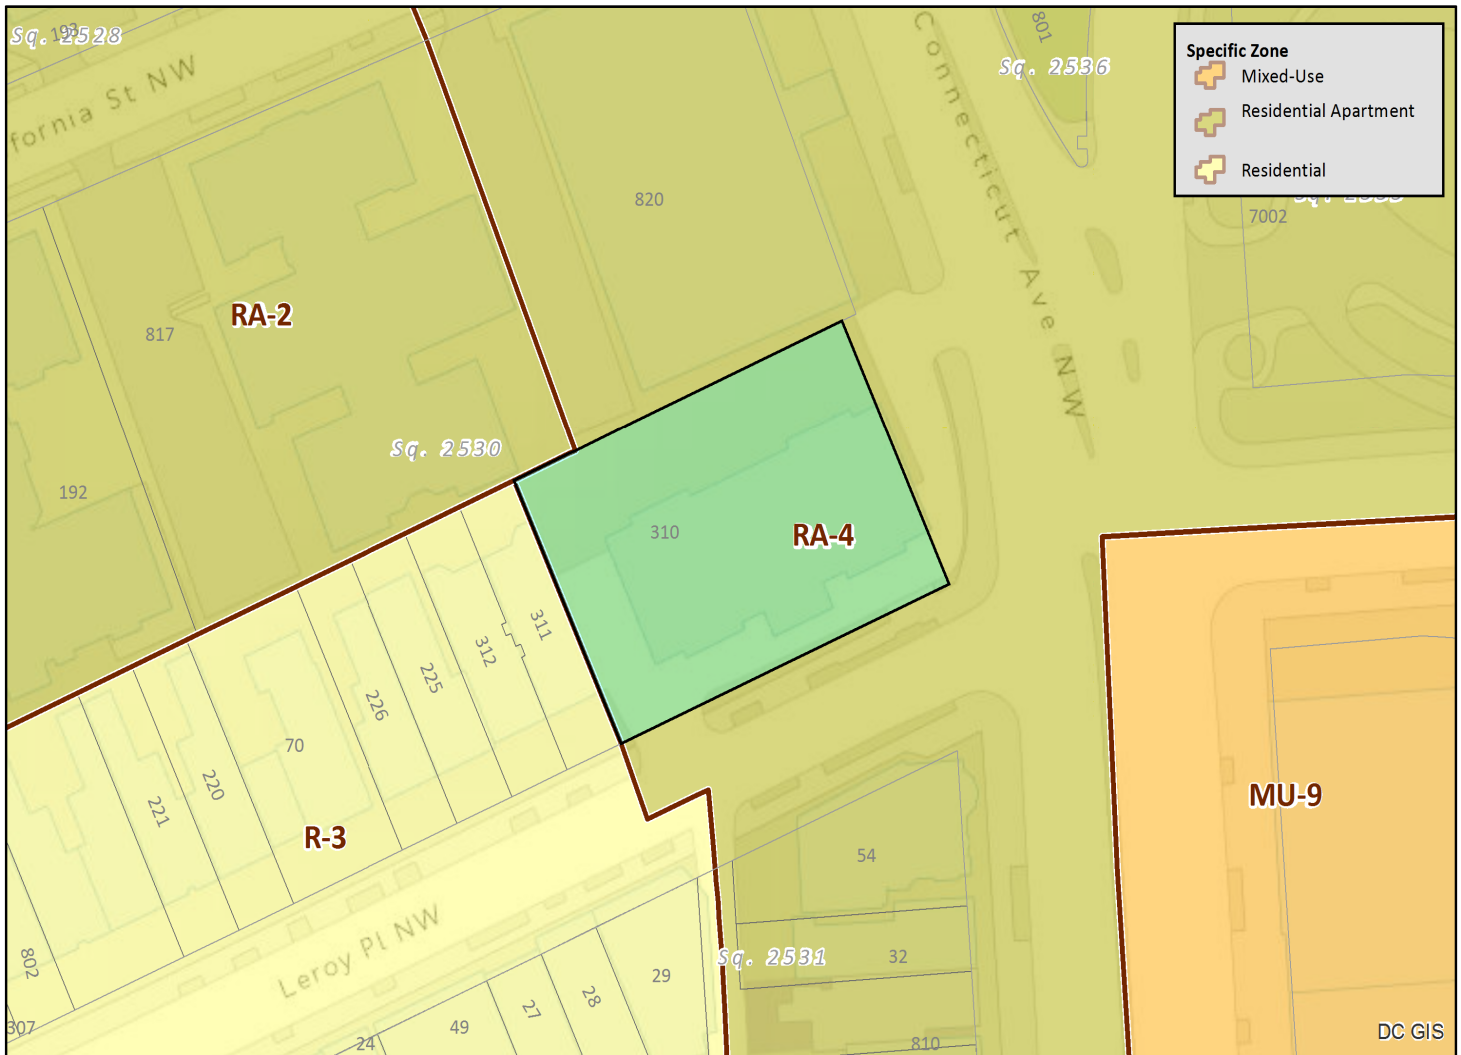 Sq. 2528
193
fornia St NW
Connecticut Ave NW
801
Sq. 2536
Specific Zone
Mixed-Use
Residential Apartment
Residential
7002
820
RA-2
817
Sq. 2530
192
310
RA-4
311
312
225
226
70
220
221
R-3
MU-9
54
802
Leroy Pl NW
Sq. 2531
32
29
28
27
49
24
307
810
DC GIS